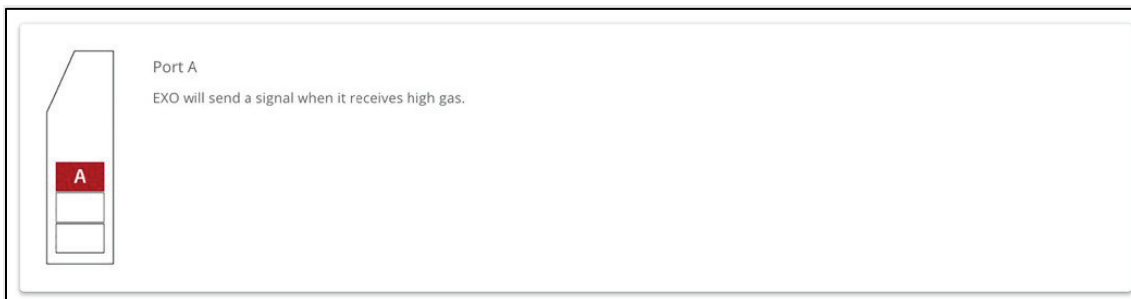 Port A
EXO will send a signal when it receives high gas.
A